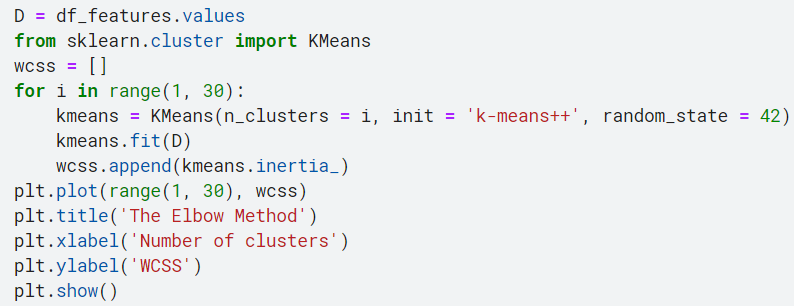 D = df_features.values
from sklearn.cluster import KMeans
wcss = []
for i in range(1, 30):
    kmeans = KMeans(n_clusters = i, init = 'k-means++', random_state = 42)
    kmeans.fit(D)
    wcss.append(kmeans.inertia_)
plt.plot(range(1, 30), wcss)
plt.title('The Elbow Method')
plt.xlabel('Number of clusters')
plt.ylabel('WCSS')
plt.show()